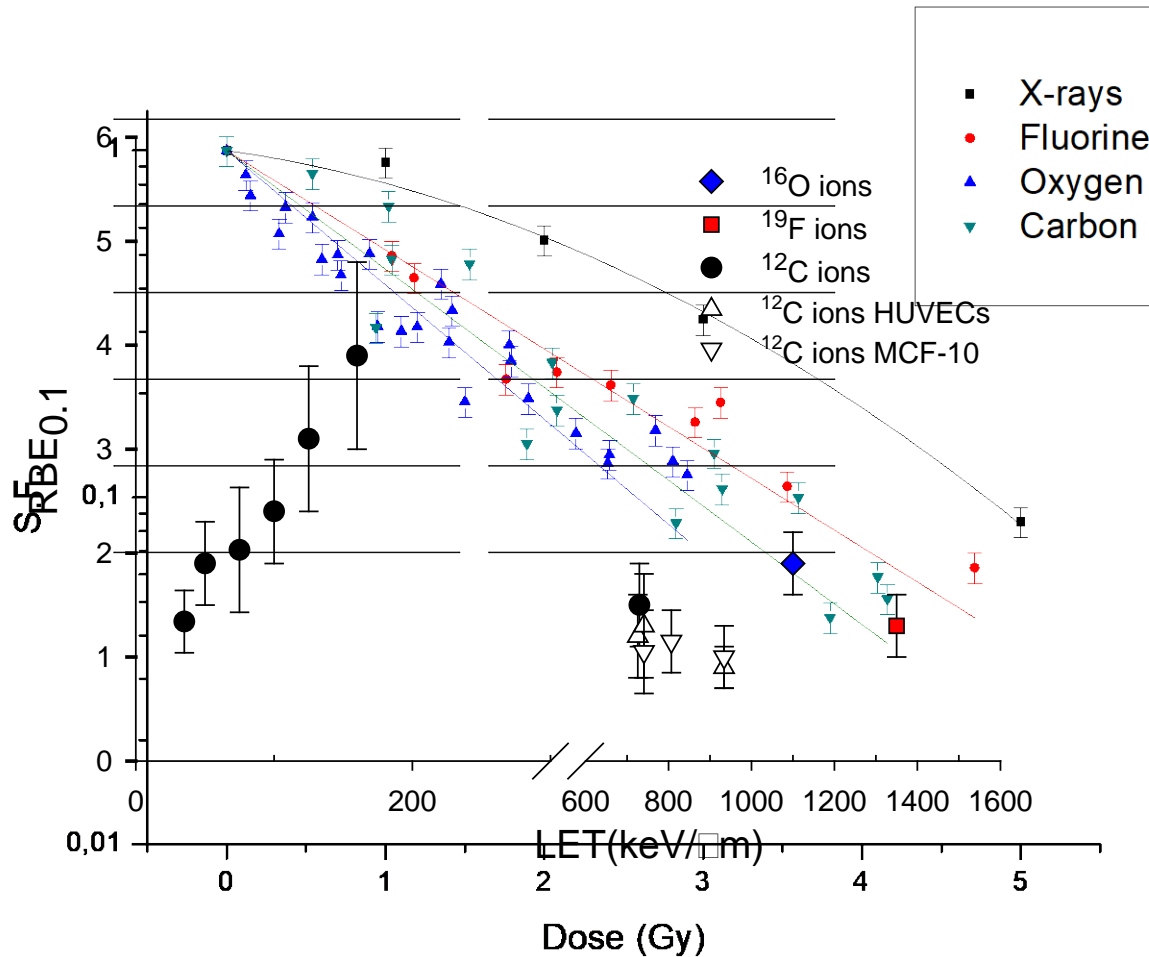 X-rays
Fluorine
Oxygen
Carbon
6
1
16O ions
19F ions
5
12C ions
12C ions HUVECs
4
12C ions MCF-10
3
S.F.
RBE0.1
0,1
2
1
0
0 200 600 800 1000 1200 1400 1600
LET(keV/□m)
0,01
0 1 2 3 4 5
Dose (Gy)